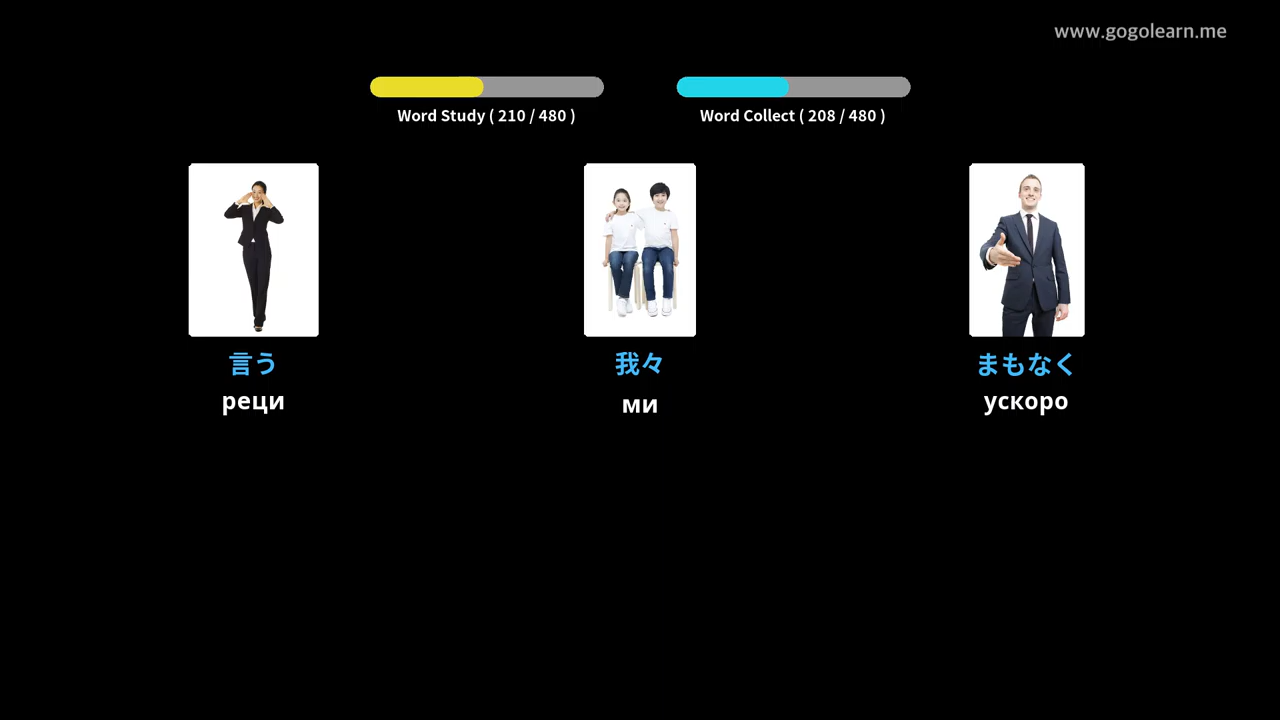 www.gogolearn.me
Word Study ( 210 / 480 )
Word Collect ( 208 / 480 )
言う
我々
まもなく
реци
ми
ускоро